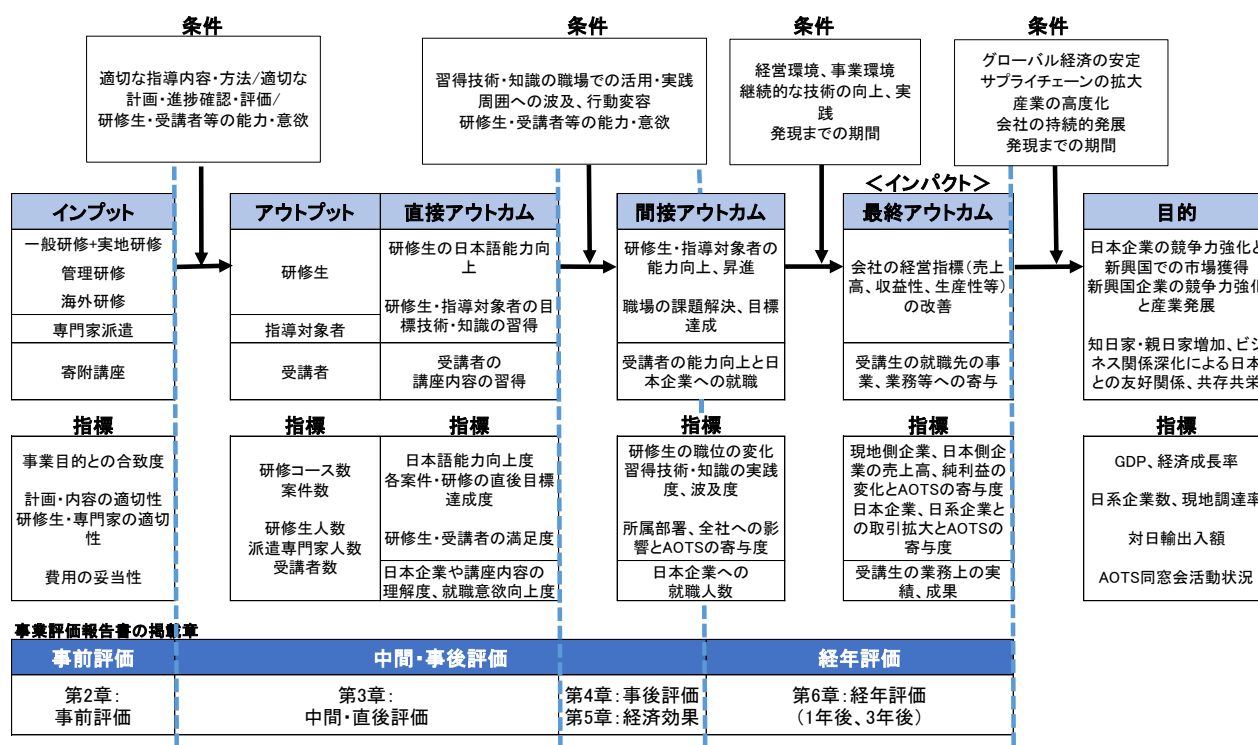 条件
条件
条件
条件
適切な指導内容・方法/適切な
計画・進捗確認・評価/
研修生・受講者等の能力・意欲
習得技術・知識の職場での活用・実践
周囲への波及、行動変容
研修生・受講者等の能力・意欲
経営環境、事業環境
継続的な技術の向上、実
践
発現までの期間
グローバル経済の安定
サプライチェーンの拡大
産業の高度化
会社の持続的発展
発現までの期間
＜インパクト＞
インプット
アウトプット
直接アウトカム
間接アウトカム
最終アウトカム
目的
一般研修+実地研修
管理研修
海外研修
専門家派遣
寄附講座
研修生
指導対象者
受講者
研修生の日本語能力向
上
研修生・指導対象者の目
標技術・知識の習得
受講者の
講座内容の習得
研修生・指導対象者の
能力向上、昇進
職場の課題解決、目標
達成
受講者の能力向上と日
本企業への就職
会社の経営指標（売上
高、収益性、生産性等）
の改善
受講生の就職先の事
業、業務等への寄与
日本企業の競争力強化と
新興国での市場獲得
新興国企業の競争力強化
と産業発展
知日家・親日家増加、ビジ
ネス関係深化による日本
との友好関係、共存共栄
指標
指標
指標
指標
指標
指標
事業目的との合致度
計画・内容の適切性
研修生・専門家の適切
性
費用の妥当性
研修コース数
案件数
研修生人数
派遣専門家人数
受講者数
日本語能力向上度
各案件・研修の直後目標
達成度
研修生・受講者の満足度
日本企業や講座内容の
理解度、就職意欲向上度
研修生の職位の変化
習得技術・知識の実践
度、波及度
所属部署、全社への影
響とAOTSの寄与度
日本企業への
就職人数
現地側企業、日本側企
業の売上高、純利益の
変化とAOTSの寄与度
日本企業、日系企業と
の取引拡大とAOTSの
寄与度
受講生の業務上の実
績、成果
GDP、経済成長率
日系企業数、現地調達率
対日輸出入額
AOTS同窓会活動状況
事業評価報告書の掲載章
事前評価
中間・事後評価
経年評価
第2章：
事前評価
第3章：
中間・直後評価
第4章：事後評価
第5章：経済効果
第6章：経年評価
（1年後、3年後）